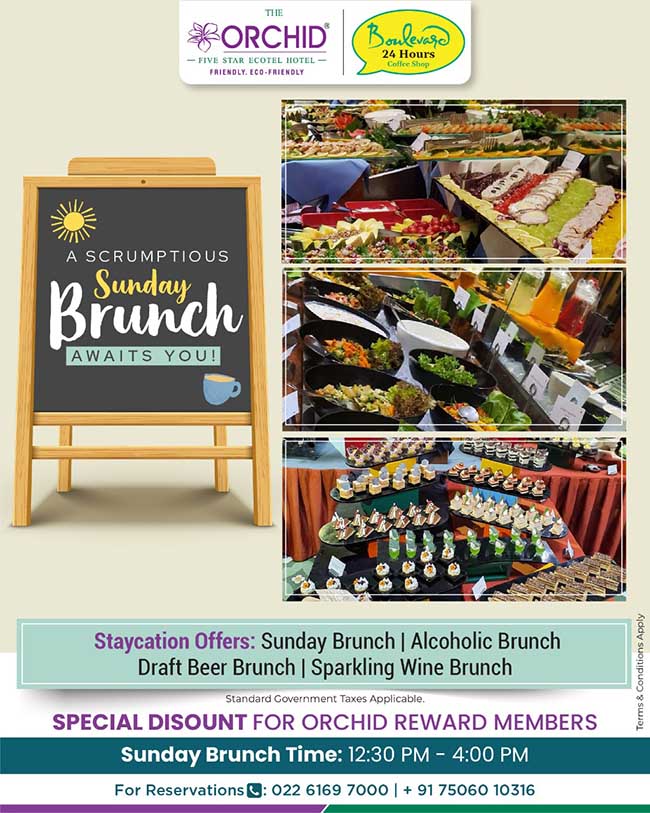 THE
ORCHID®
FIVE STAR ECOTEL HOTEL
FRIENDLY. ECO-FRIENDLY
Boulevard
24 Hours
Coffee Shop
A SCRUMPTIOUS
Sunday
Brunch
AWAITS YOU!
Staycation Offers: Sunday Brunch | Alcoholic Brunch
Draft Beer Brunch | Sparkling Wine Brunch
Terms & Conditions Apply
Standard Government Taxes Applicable.
SPECIAL DISOUNT FOR ORCHID REWARD MEMBERS
Sunday Brunch Time: 12:30 PM - 4:00 PM
For Reservations: 022 6169 7000 | + 91 75060 10316